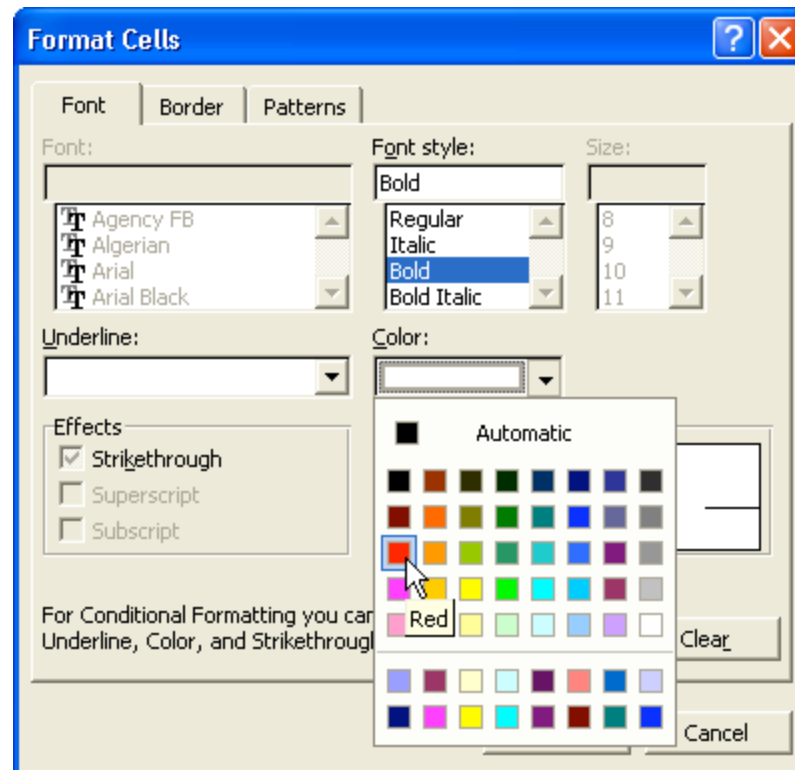 Format Cells
Font Border Patterns
Font: Font style: Size:
Bold
Agency FB Regular 8
Algerian Italic 9
Arial Bold 10
Arial Black Bold Italic 11
Underline: Color:
Effects Automatic
Strikethrough
Superscript
Subscript
Red
For Conditional Formatting you
Underline, Color, and
Clear
Cancel